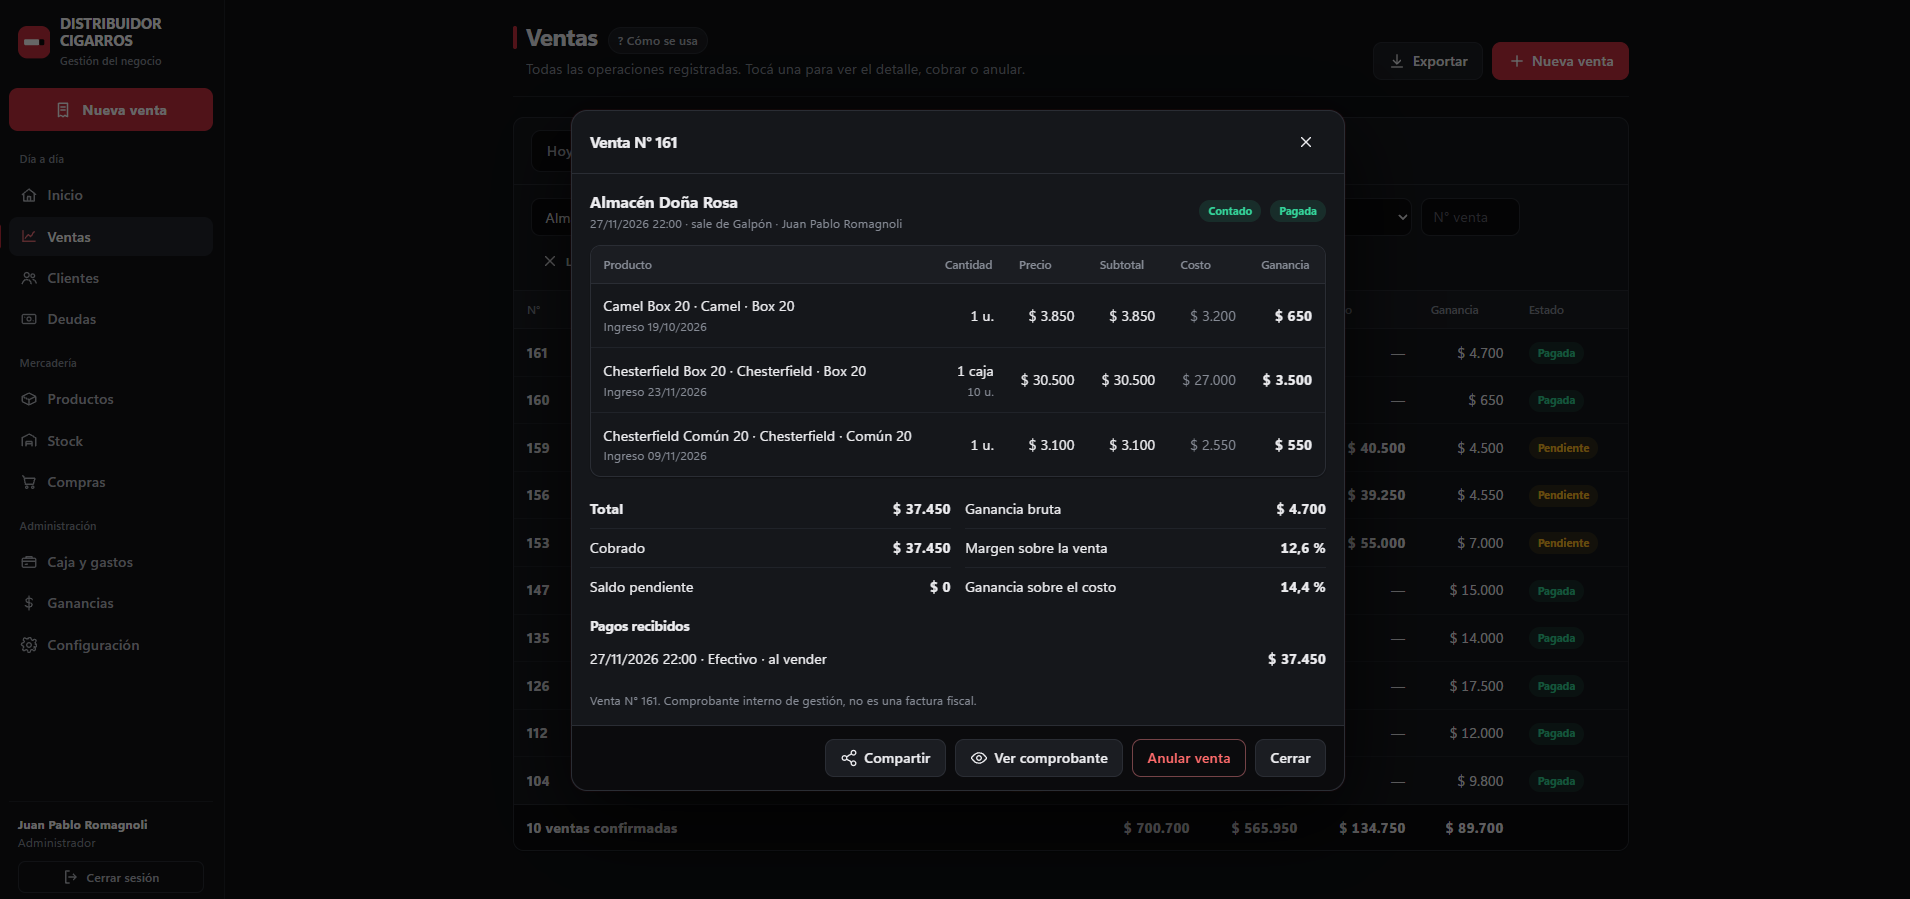 DISTRIBUIDOR
CIGARROS
Gestión del negocio
Nueva venta
Día a día
Inicio
Ventas
Clientes
Deudas
Mercadería
Productos
Stock
Compras
Administración
Caja y gastos
Ganancias
Configuración
Juan Pablo Romagnoli
Administrador
Cerrar sesión
Ventas
? Cómo se usa
Todas las operaciones registradas. Tocá una para ver el detalle, cobrar o anular.
Exportar
+ Nueva venta
Hoy
N° venta
N° Ganancia Estado
161 — $ 4.700 Pagada
160 — $ 650 Pagada
159 $ 40.500 $ 4.500 Pendiente
156 $ 39.250 $ 4.550 Pendiente
153 $ 55.000 $ 7.000 Pendiente
147 — $ 15.000 Pagada
135 — $ 14.000 Pagada
126 — $ 17.500 Pagada
112 — $ 12.000 Pagada
104 — $ 9.800 Pagada
10 ventas confirmadas $ 700.700 $ 565.950 $ 134.750 $ 89.700
Venta N° 161
Almacén Doña Rosa
27/11/2026 22:00 · sale de Galpón · Juan Pablo Romagnoli
Contado Pagada
Producto Cantidad Precio Subtotal Costo Ganancia
Camel Box 20 · Camel · Box 20
Ingreso 19/10/2026
1 u. $ 3.850 $ 3.850 $ 3.200 $ 650
Chesterfield Box 20 · Chesterfield · Box 20
Ingreso 23/11/2026
1 caja
10 u.
$ 30.500 $ 30.500 $ 27.000 $ 3.500
Chesterfield Común 20 · Chesterfield · Común 20
Ingreso 09/11/2026
1 u. $ 3.100 $ 3.100 $ 2.550 $ 550
Total $ 37.450
Cobrado $ 37.450
Saldo pendiente $ 0
Ganancia bruta $ 4.700
Margen sobre la venta 12,6 %
Ganancia sobre el costo 14,4 %
Pagos recibidos
27/11/2026 22:00 · Efectivo · al vender $ 37.450
Venta N° 161. Comprobante interno de gestión, no es una factura fiscal.
Compartir
Ver comprobante
Anular venta
Cerrar